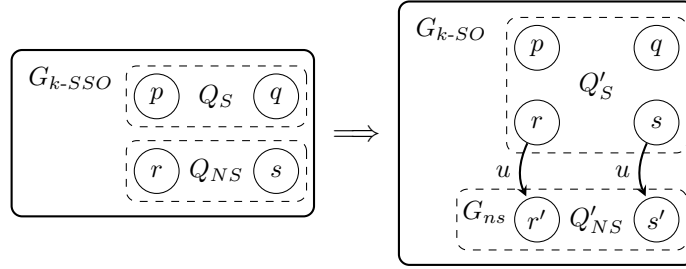 G_{k-SSO}
p Q_S q
r Q_{NS} s
⟹
G_{k-SO}
p q
Q'_S
r s
u u
G_{ns} r' Q'_{NS} s'